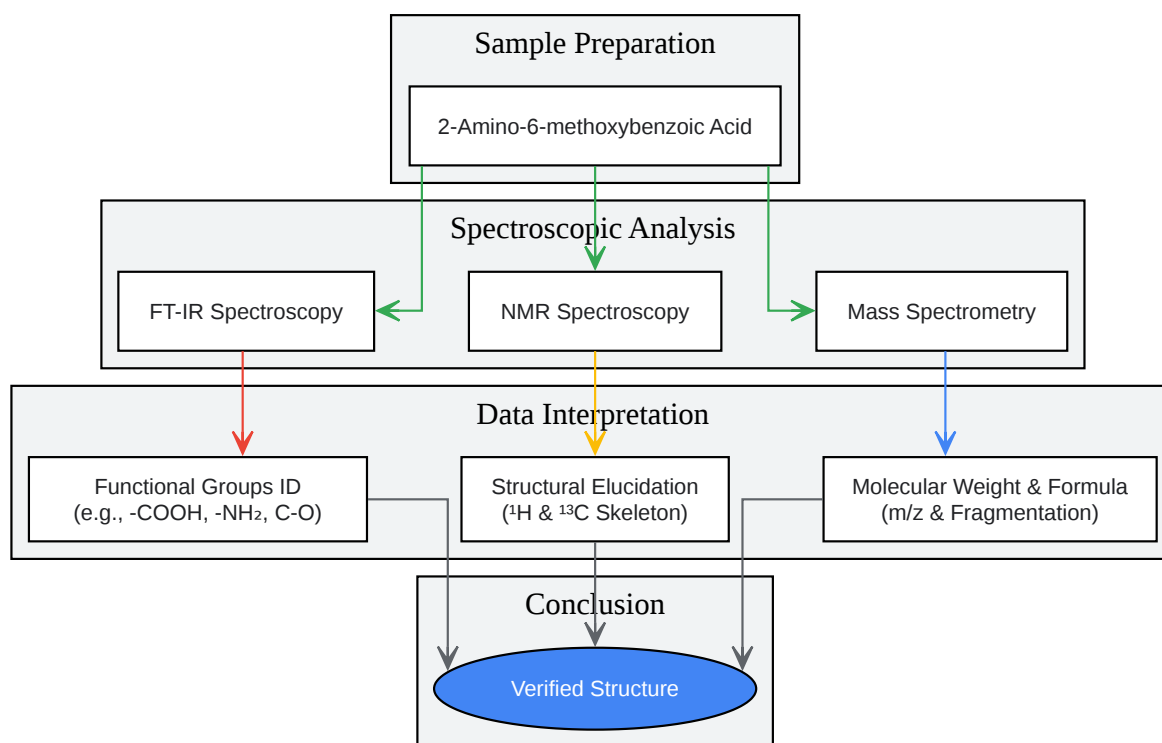 Sample Preparation
2-Amino-6-methoxybenzoic Acid
Spectroscopic Analysis
FT-IR Spectroscopy
NMR Spectroscopy
Mass Spectrometry
Data Interpretation
Functional Groups ID
(e.g., -COOH, -NH₂, C-O)
Structural Elucidation
(¹H & ¹³C Skeleton)
Molecular Weight & Formula
(m/z & Fragmentation)
Conclusion
Verified Structure